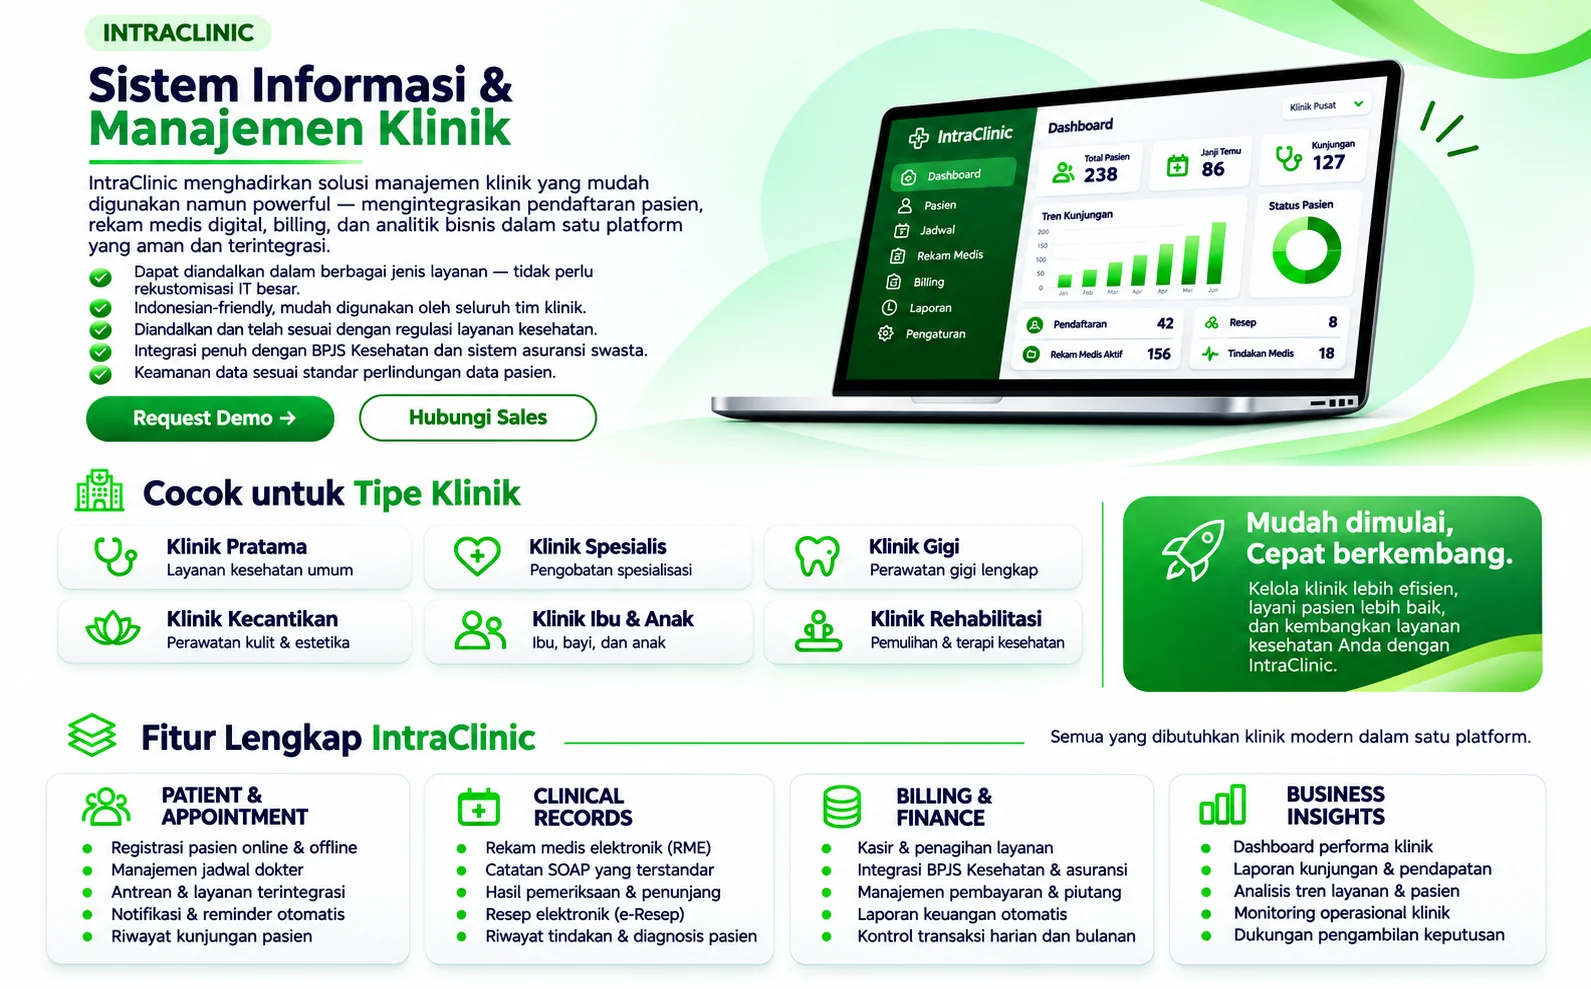 INTRACLINIC
Sistem Informasi &
Manajemen Klinik
IntraClinic menghadirkan solusi manajemen klinik yang mudah
digunakan namun powerful — mengintegrasikan pendaftaran pasien,
rekam medis digital, billing, dan analitik bisnis dalam satu platform
yang aman dan terintegrasi.
Dapat diandalkan dalam berbagai jenis layanan — tidak perlu
rekustomisasi IT besar.
Indonesian-friendly, mudah digunakan oleh seluruh tim klinik.
Diandalkan dan telah sesuai dengan regulasi layanan kesehatan.
Integrasi penuh dengan BPJS Kesehatan dan sistem asuransi swasta.
Keamanan data sesuai standar perlindungan data pasien.
Request Demo →
Hubungi Sales
IntraClinic
Dashboard
Pasien
Jadwal
Rekam Medis
Billing
Laporan
Pengaturan
Dashboard
Klinik Pusat
Total Pasien
238
Janji Temu
86
Kunjungan
127
Tren Kunjungan
200
150
100
50
0
Jan Feb Mar Apr Apr Mei Jun
Status Pasien
Pendaftaran 42
Rekam Medis Aktif 156
Resep 8
Tindakan Medis 18
Cocok untuk Tipe Klinik
Klinik Pratama
Layanan kesehatan umum
Klinik Spesialis
Pengobatan spesialisasi
Klinik Gigi
Perawatan gigi lengkap
Klinik Kecantikan
Perawatan kulit & estetika
Klinik Ibu & Anak
Ibu, bayi, dan anak
Klinik Rehabilitasi
Pemulihan & terapi kesehatan
Mudah dimulai,
Cepat berkembang.
Kelola klinik lebih efisien,
layani pasien lebih baik,
dan kembangkan layanan
kesehatan Anda dengan
IntraClinic.
Fitur Lengkap IntraClinic
Semua yang dibutuhkan klinik modern dalam satu platform.
PATIENT &
APPOINTMENT
Registrasi pasien online & offline
Manajemen jadwal dokter
Antrean & layanan terintegrasi
Notifikasi & reminder otomatis
Riwayat kunjungan pasien
CLINICAL
RECORDS
Rekam medis elektronik (RME)
Catatan SOAP yang terstandar
Hasil pemeriksaan & penunjang
Resep elektronik (e-Resep)
Riwayat tindakan & diagnosis pasien
BILLING &
FINANCE
Kasir & penagihan layanan
Integrasi BPJS Kesehatan & asuransi
Manajemen pembayaran & piutang
Laporan keuangan otomatis
Kontrol transaksi harian dan bulanan
BUSINESS
INSIGHTS
Dashboard performa klinik
Laporan kunjungan & pendapatan
Analisis tren layanan & pasien
Monitoring operasional klinik
Dukungan pengambilan keputusan